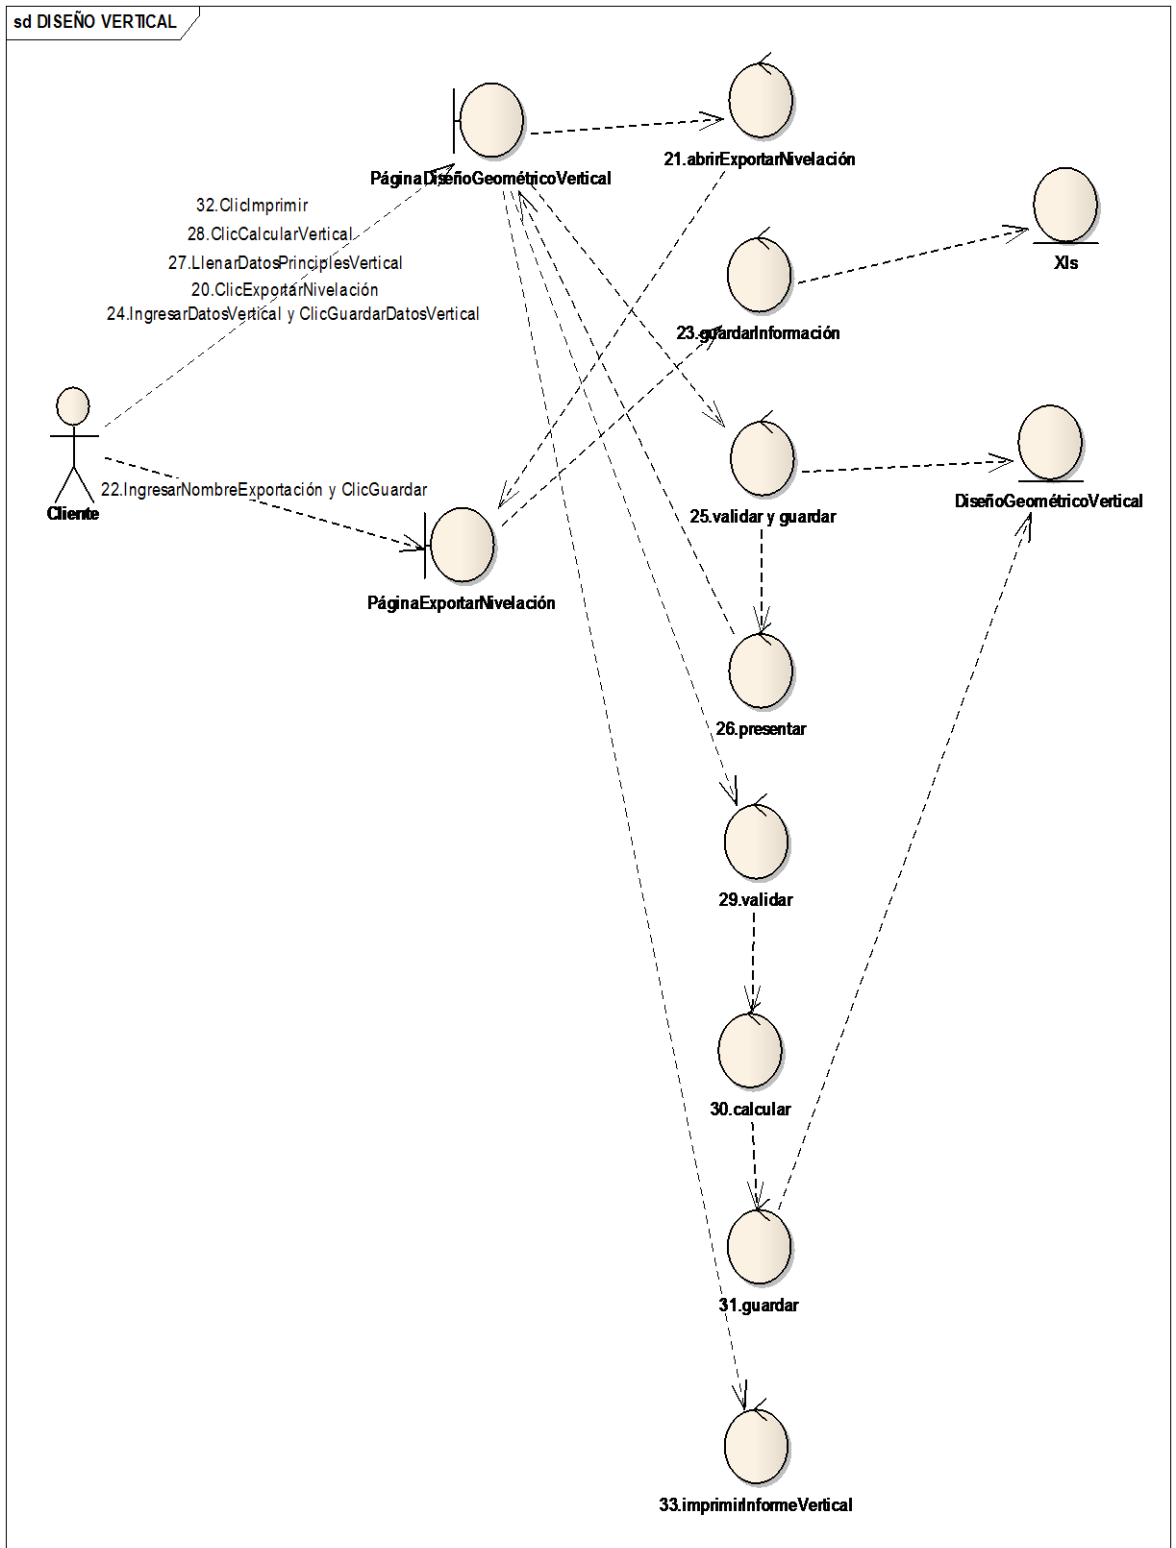 sd DISEÑO VERTICAL
21.abrirExportarNivelación
PáginaDiseñoGeométricoVertical
32.ClicImprimir
28.ClicCalcularVertical
27.LlenarDatosPrinciplesVertical
20.ClicExportarNivelación
24.IngresarDatosVertical y ClicGuardarDatosVertical
Xls
23.guardarInformación
22.IngresarNombreExportación y ClicGuardar
Cliente
DiseñoGeométricoVertical
25.validar y guardar
PáginaExportarNivelación
26.presentar
29.validar
30.calcular
31.guardar
33.imprimirInformeVertical